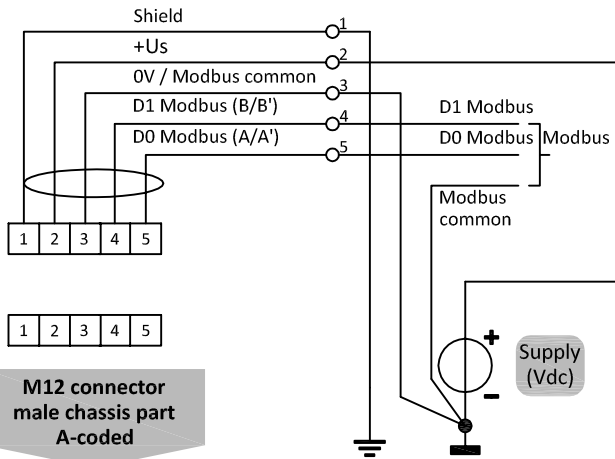 Shield
1
+Us
2
0V / Modbus common
3
D1 Modbus (B/B')
4
D1 Modbus
D0 Modbus (A/A')
5
D0 Modbus
Modbus
Modbus
common
1 2 3 4 5
1 2 3 4 5
+
Supply
(Vdc)
−
M12 connector
male chassis part
A-coded